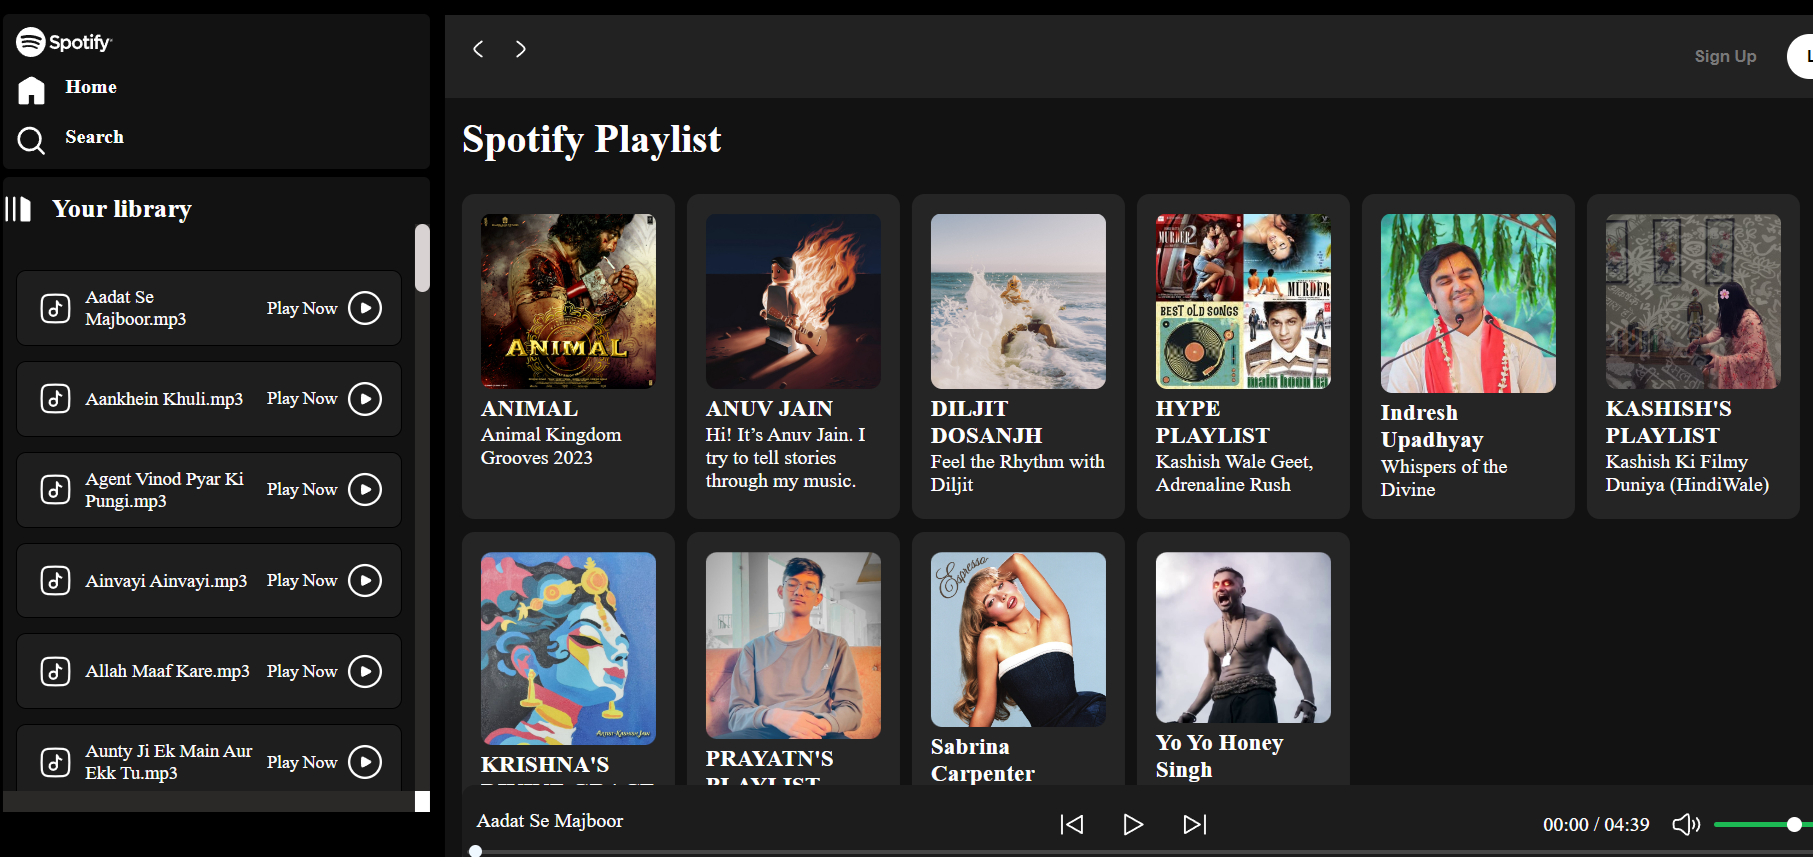 Spotify
Home
Search
Your library
Aadat Se
Majboor.mp3
Play Now
Aankhein Khuli.mp3
Play Now
Agent Vinod Pyar Ki
Pungi.mp3
Play Now
Ainvayi Ainvayi.mp3
Play Now
Allah Maaf Kare.mp3
Play Now
Aunty Ji Ek Main Aur
Ekk Tu.mp3
Play Now
Sign Up
L
Spotify Playlist
ANIMAL
ANIMAL
Animal Kingdom
Grooves 2023
ANUV JAIN
Hi! It’s Anuv Jain. I
try to tell stories
through my music.
DILJIT
DOSANJH
Feel the Rhythm with
Diljit
MURDER 2
MURDER
BEST OLD SONGS
main hoon na
HYPE
PLAYLIST
Kashish Wale Geet,
Adrenaline Rush
Indresh
Upadhyay
Whispers of the
Divine
KASHISH'S
PLAYLIST
Kashish Ki Filmy
Duniya (HindiWale)
KRISHNA'S
DIVINE GRACE
PRAYATN'S
PLAYLIST
Espresso
Sabrina
Carpenter
Yo Yo Honey
Singh
Aadat Se Majboor
00:00 / 04:39